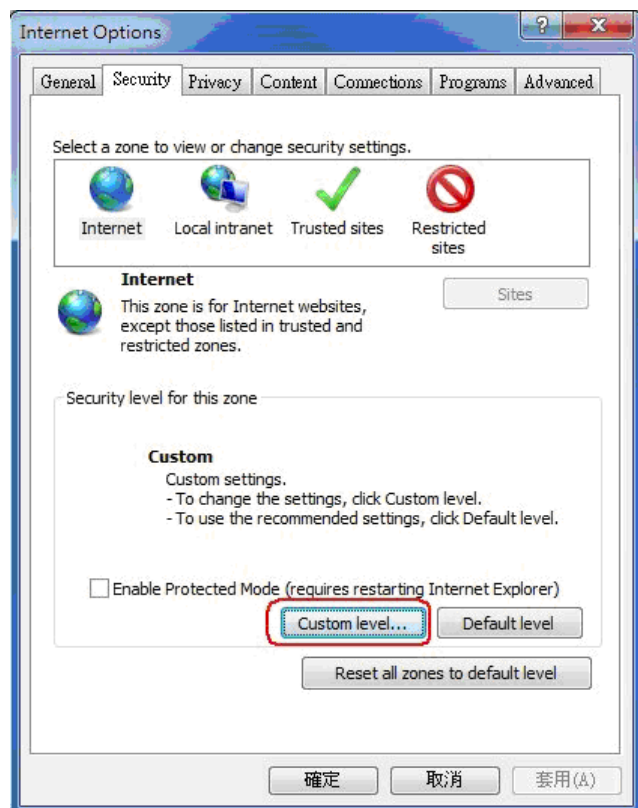 Internet Options
General Security Privacy Content Connections Programs Advanced
Select a zone to view or change security settings.
Internet Local intranet Trusted sites Restricted sites
Internet
Sites
This zone is for Internet websites,
except those listed in trusted and
restricted zones.
Security level for this zone
Custom
Custom settings.
- To change the settings, click Custom level.
- To use the recommended settings, click Default level.
Enable Protected Mode (requires restarting Internet Explorer)
Custom level... Default level
Reset all zones to default level
確定 取消 套用(A)